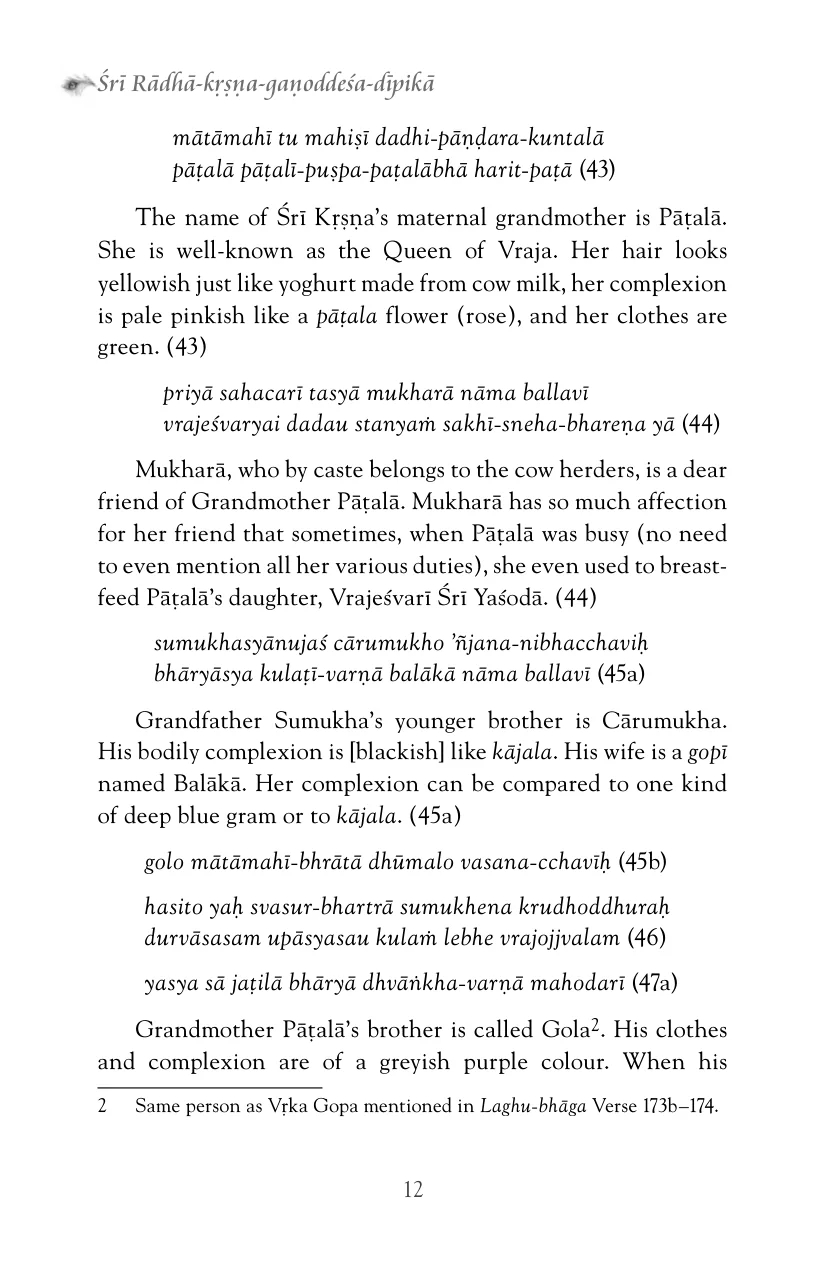 Śrī Rādhā-kṛṣṇa-gaṇoddeśa-dīpikā
mātāmahī tu mahiṣī dadhi-pāṇḍara-kuntalā
pāṭalā pāṭalī-puṣpa-paṭalābhā harit-paṭā (43)
The name of Śrī Kṛṣṇa’s maternal grandmother is Pāṭalā.
She is well-known as the Queen of Vraja. Her hair looks
yellowish just like yoghurt made from cow milk, her complexion
is pale pinkish like a pāṭala flower (rose), and her clothes are
green. (43)
priyā sahacarī tasyā mukharā nāma ballavī
vrajeśvaryai dadau stanyaṁ sakhī-sneha-bhareṇa yā (44)
Mukharā, who by caste belongs to the cow herders, is a dear
friend of Grandmother Pāṭalā. Mukharā has so much affection
for her friend that sometimes, when Pāṭalā was busy (no need
to even mention all her various duties), she even used to breast-
feed Pāṭalā’s daughter, Vrajeśvarī Śrī Yaśodā. (44)
sumukhasyānujaś cārumukho ’ñjana-nibhacchaviḥ
bhāryāsya kulaṭī-varṇā balākā nāma ballavī (45a)
Grandfather Sumukha’s younger brother is Cārumukha.
His bodily complexion is [blackish] like kājala. His wife is a gopī
named Balākā. Her complexion can be compared to one kind
of deep blue gram or to kājala. (45a)
golo mātāmahī-bhrātā dhūmalo vasana-cchavīḥ (45b)
hasito yaḥ svasur-bhartrā sumukhena krudhoddhuraḥ
durvāsasam upāsyasau kulaṁ lebhe vrajojjvalam (46)
yasya sā jaṭilā bhāryā dhvāṅkha-varṇā mahodarī (47a)
Grandmother Pāṭalā’s brother is called Gola2. His clothes
and complexion are of a greyish purple colour. When his
2 Same person as Vṛka Gopa mentioned in Laghu-bhāga Verse 173b–174.
12